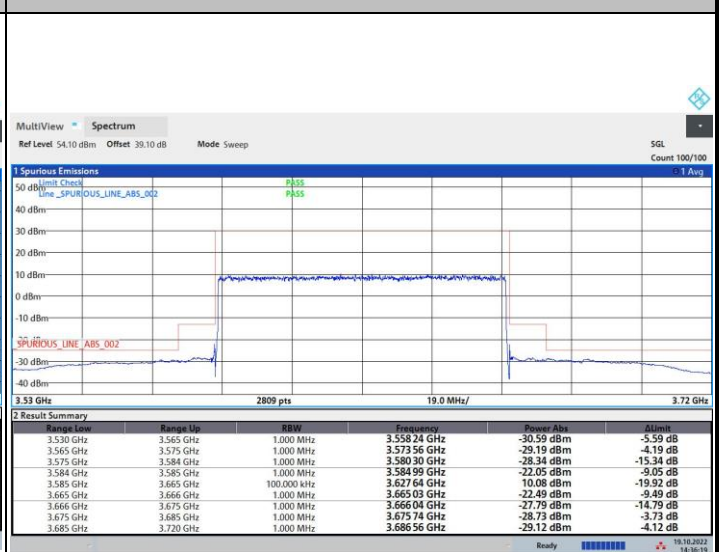 MultiView Spectrum
Ref Level 54.10 dBm Offset 39.10 dB Mode Sweep SGL
Count 100/100
1 Spurious Emissions 1 Avg
Limit Check PASS
50 dBm
Line _SPURIOUS_LINE_ABS_002 PASS
40 dBm
30 dBm
20 dBm
10 dBm
0 dBm
-10 dBm
_SPURIOUS_LINE_ABS_002
-30 dBm
-40 dBm
3.53 GHz 2809 pts 19.0 MHz/ 3.72 GHz
2 Result Summary
Range Low Range Up RBW Frequency Power Abs ΔLimit
3.530 GHz 3.565 GHz 1.000 MHz 3.558 24 GHz -30.59 dBm -5.59 dB
3.565 GHz 3.575 GHz 1.000 MHz 3.573 56 GHz -29.19 dBm -4.19 dB
3.575 GHz 3.584 GHz 1.000 MHz 3.580 30 GHz -28.34 dBm -15.34 dB
3.584 GHz 3.585 GHz 1.000 MHz 3.584 99 GHz -22.05 dBm -9.05 dB
3.585 GHz 3.665 GHz 100.000 kHz 3.627 64 GHz 10.08 dBm -19.92 dB
3.665 GHz 3.666 GHz 1.000 MHz 3.665 03 GHz -22.49 dBm -9.49 dB
3.666 GHz 3.675 GHz 1.000 MHz 3.666 04 GHz -27.79 dBm -14.79 dB
3.675 GHz 3.685 GHz 1.000 MHz 3.675 74 GHz -28.73 dBm -3.73 dB
3.685 GHz 3.720 GHz 1.000 MHz 3.686 56 GHz -29.12 dBm -4.12 dB
Ready 19.10.2022
14:36:19